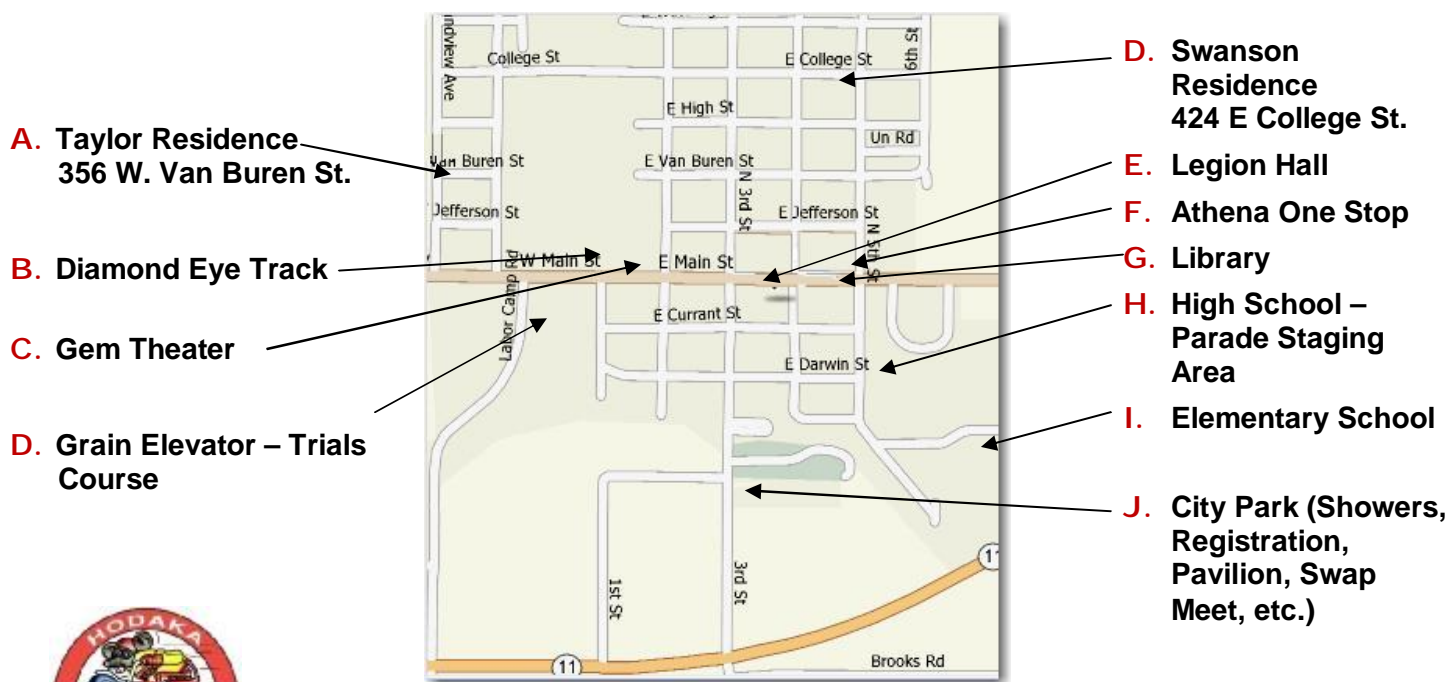 A. Taylor Residence
356 W. Van Buren St.
B. Diamond Eye Track
C. Gem Theater
D. Grain Elevator – Trials
Course
College St
E College St
6th St
ndview Ave
E High St
Un Rd
Van Buren St
E Van Buren St
N 3rd St
Jefferson St
E Jefferson St
N 5th St
W Main St
E Main St
Labor Camp Rd
E Currant St
E Darwin St
1st St
3rd St
11
11
Brooks Rd
D. Swanson
Residence
424 E College St.
E. Legion Hall
F. Athena One Stop
G. Library
H. High School –
Parade Staging
Area
I. Elementary School
J. City Park (Showers,
Registration,
Pavilion, Swap
Meet, etc.)
HODAKA